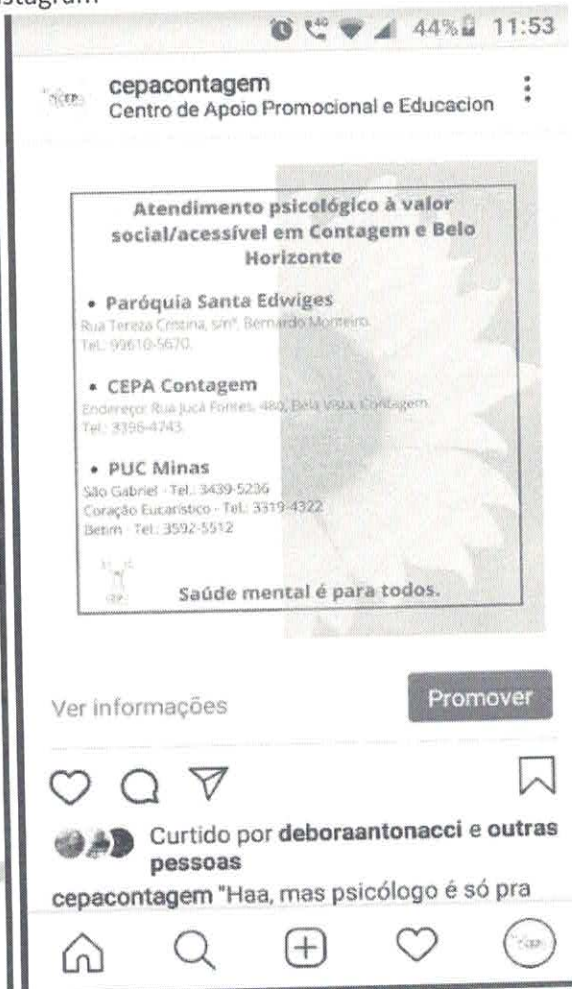 stagram
44% 11:53
cepacontagem
Centro de Apoio Promocional e Educacion
Atendimento psicológico à valor
social/acessível em Contagem e Belo
Horizonte
• Paróquia Santa Edwiges
Rua Tereza Cristina, s/nº, Bernardo Monteiro.
Tel.: 99610-5670.
• CEPA Contagem
Endereço: Rua Jucá Fontes, 480, Bela Vista, Contagem.
Tel.: 3396-4743.
• PUC Minas
São Gabriel - Tel.: 3439-5236
Coração Eucarístico - Tel.: 3319-4322
Betim - Tel.: 3592-5512
Saúde mental é para todos.
Ver informações
Promover
Curtido por deboraantonacci e outras
pessoas
cepacontagem "Haa, mas psicólogo é só pra